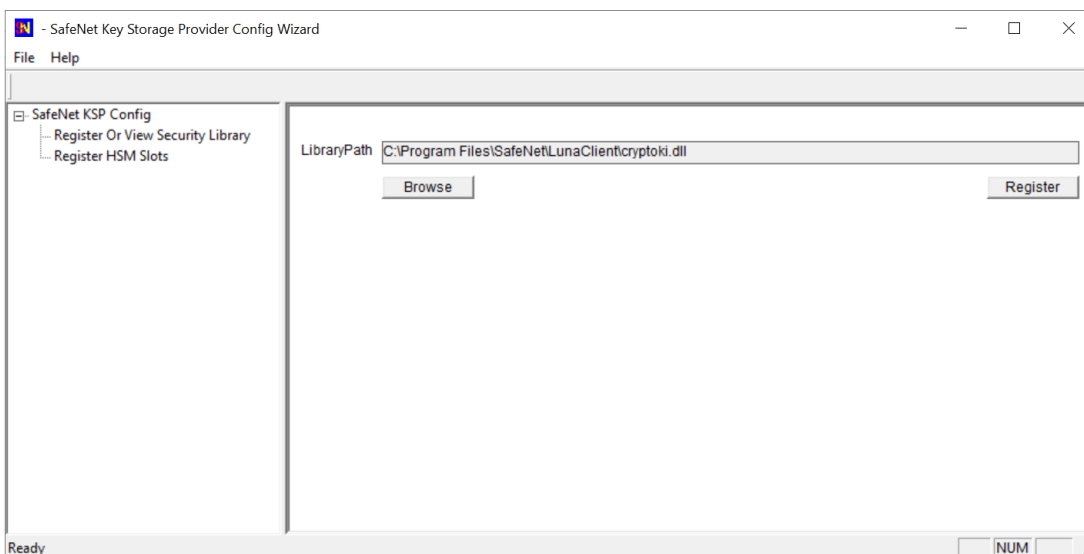 - SafeNet Key Storage Provider Config Wizard
File Help
SafeNet KSP Config
Register Or View Security Library
Register HSM Slots
LibraryPath C:\Program Files\SafeNet\LunaClient\cryptoki.dll
Browse Register
Ready NUM